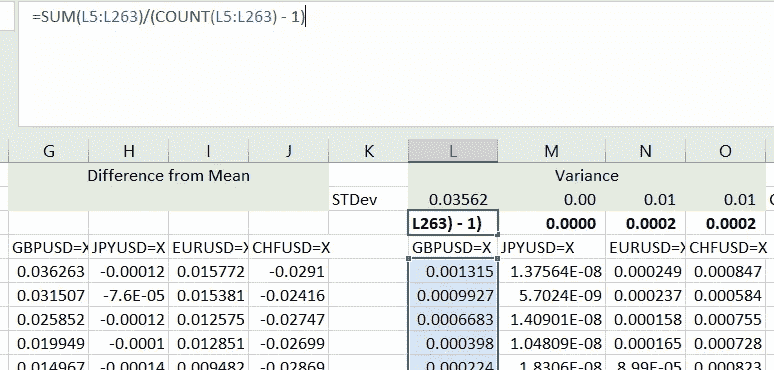 =SUM(L5:L263)/(COUNT(L5:L263) - 1)
G H I J K L M N O
Difference from Mean Variance
STDev 0.03562 0.00 0.01 0.01
L263) - 1) 0.0000 0.0002 0.0002
GBPUSD=X JPYUSD=X EURUSD=X CHFUSD=X GBPUSD=X JPYUSD=X EURUSD=X CHFUSD=X
0.036263 -0.00012 0.015772 -0.0291 0.001315 1.37564E-08 0.000249 0.000847
0.031507 -7.6E-05 0.015381 -0.02416 0.0009927 5.7024E-09 0.000237 0.000584
0.025852 -0.00012 0.012575 -0.02747 0.0006683 1.40901E-08 0.000158 0.000755
0.019949 -0.0001 0.012851 -0.02699 0.000398 1.04809E-08 0.000165 0.000728
0.014967 -0.00014 0.009482 -0.02869 0.000224 1.8306E-08 8.99E-05 0.000823